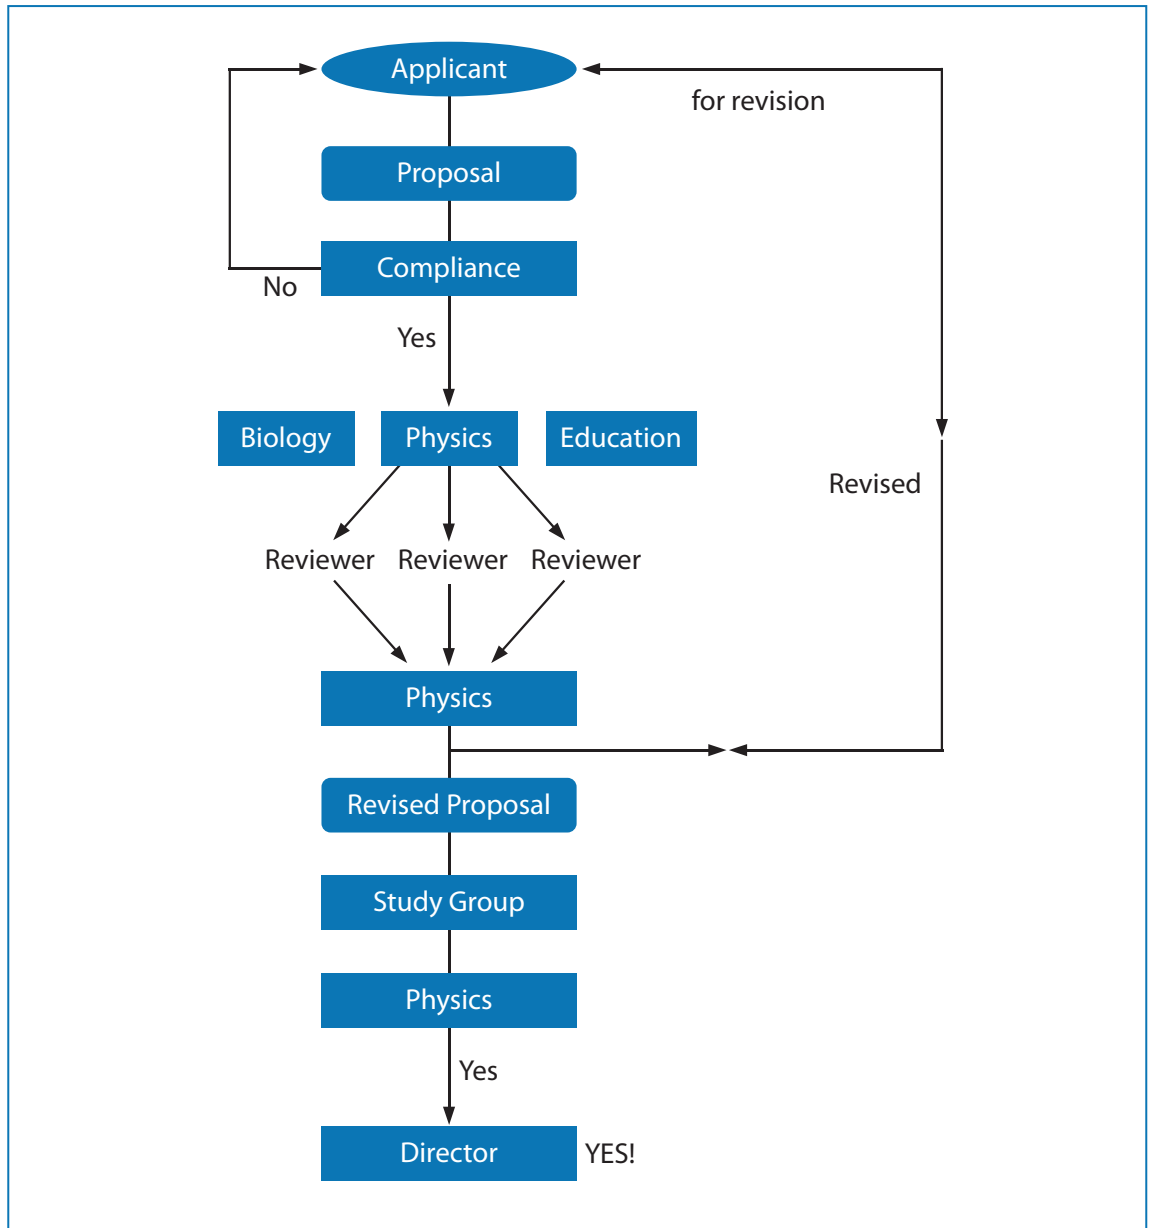 Applicant
for revision
Proposal
Compliance
No
Yes
Biology
Physics
Education
Revised
Reviewer
Reviewer
Reviewer
Physics
Revised Proposal
Study Group
Physics
Yes
Director
YES!